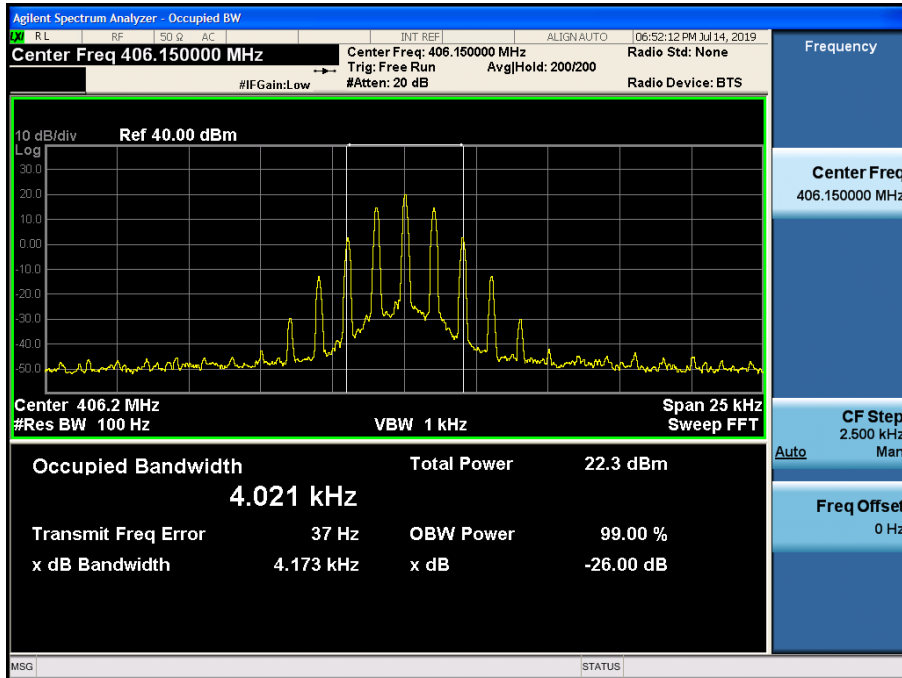 Agilent Spectrum Analyzer - Occupied BW
LXI RL RF 50 Ω AC INT REF ALIGNAUTO 06:52:12 PM Jul 14, 2019
Center Freq 406.150000 MHz
Center Freq: 406.150000 MHz Radio Std: None
Trig: Free Run Avg|Hold: 200/200
#IFGain:Low #Atten: 20 dB Radio Device: BTS
Frequency
10 dB/div Ref 40.00 dBm
Log
30.0
20.0
10.0
0.00
-10.0
-20.0
-30.0
-40.0
-50.0
Center 406.2 MHz Span 25 kHz
#Res BW 100 Hz VBW 1 kHz Sweep FFT
Center Freq
406.150000 MHz
CF Step
2.500 kHz
Auto Man
Freq Offset
0 Hz
Occupied Bandwidth Total Power 22.3 dBm
4.021 kHz
Transmit Freq Error 37 Hz OBW Power 99.00 %
x dB Bandwidth 4.173 kHz x dB -26.00 dB
MSG STATUS